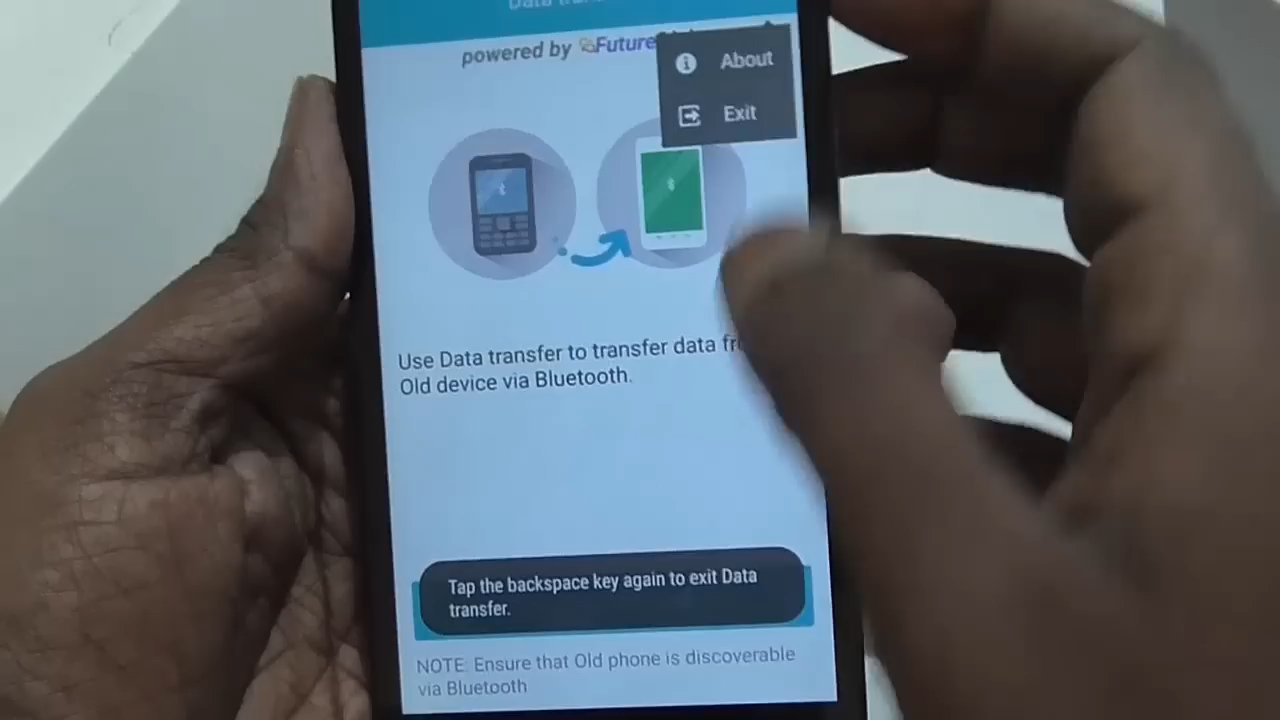 Data
powered by Future
About
Exit
Use Data transfer to transfer data
Old device via Bluetooth.
Tap the backspace key again to exit Data
transfer.
NOTE: Ensure that Old phone is discoverable
via Bluetooth